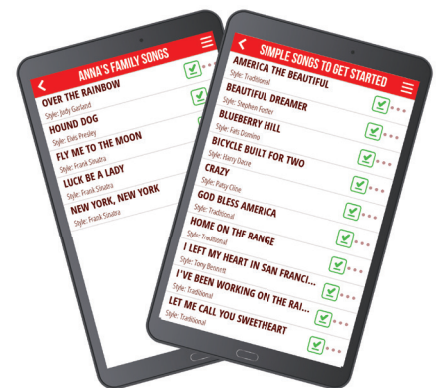 ANNA'S FAMILY SONGS
OVER THE RAINBOW
Style: Judy Garland
HOUND DOG
Style: Elvis Presley
FLY ME TO THE MOON
Style: Frank Sinatra
LUCK BE A LADY
Style: Frank Sinatra
NEW YORK, NEW YORK
Style: Frank Sinatra
SIMPLE SONGS TO GET STARTED
AMERICA THE BEAUTIFUL
Style: Traditional
BEAUTIFUL DREAMER
Style: Stephen Foster
BLUEBERRY HILL
Style: Fats Domino
BICYCLE BUILT FOR TWO
Style: Harry Dacre
CRAZY
Style: Patsy Cline
GOD BLESS AMERICA
Style: Traditional
HOME ON THE RANGE
Style: Traditional
I LEFT MY HEART IN SAN FRANCI...
Style: Tony Bennett
I'VE BEEN WORKING ON THE RAI...
Style: Traditional
LET ME CALL YOU SWEETHEART
Style: Traditional